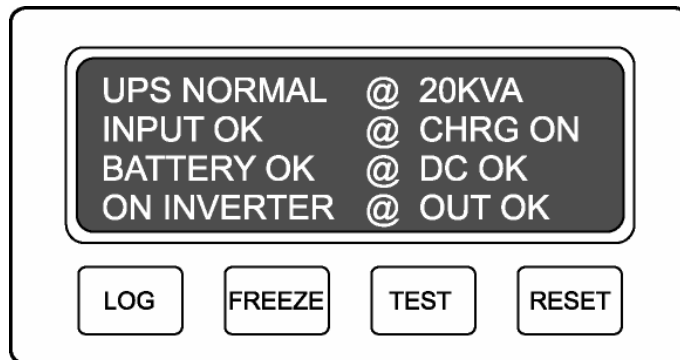 UPS NORMAL @ 20KVA
INPUT OK @ CHRG ON
BATTERY OK @ DC OK
ON INVERTER @ OUT OK
LOG FREEZE TEST RESET